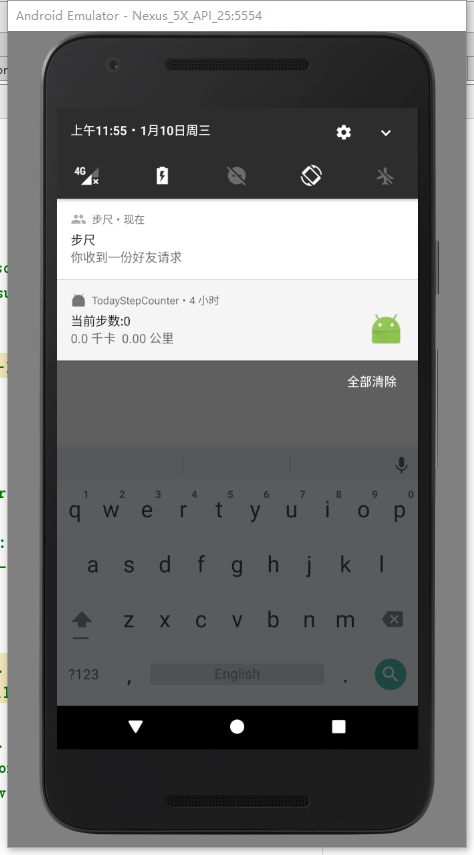 Android Emulator - Nexus_5X_API_25:5554
上午11:55 • 1月10日周三
4G
步尺 • 现在
步尺
你收到一份好友请求
TodayStepCounter • 4 小时
当前步数:0
0.0 千卡 0.00 公里
全部清除
1 2 3 4 5 6 7 8 9 0
q w e r t y u i o p
a s d f g h j k l
z x c v b n m
?123 , English .